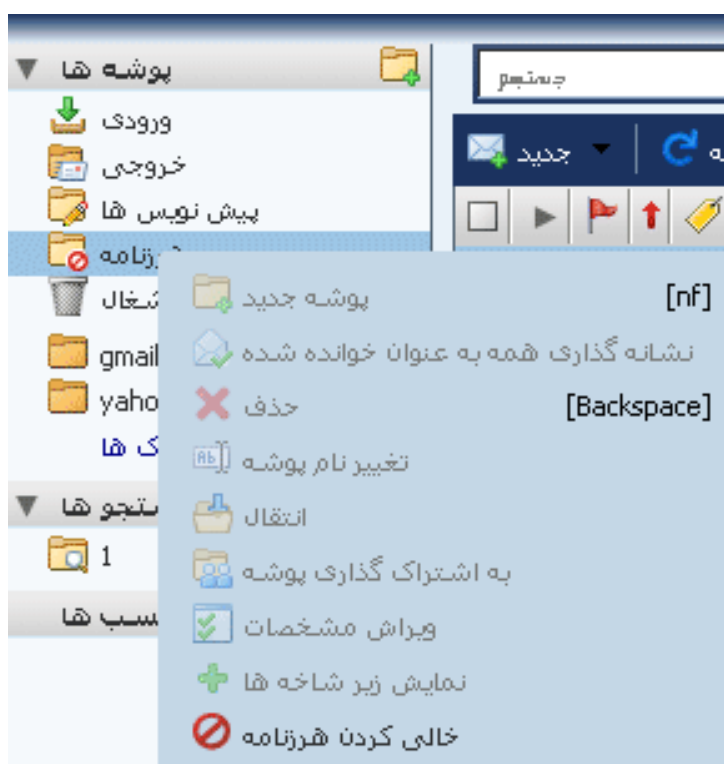 پوشه ها
جستجو
ورودی
جدید
خروجی
پیش نویس ها
هرزنامه
پوشه جدید [nf]
نشانه گذاری همه به عنوان خوانده شده
gmail
حذف [Backspace]
تغییر نام پوشه
انتقال
1
به اشتراک گذاری پوشه
ویرایش مشخصات
نمایش زیر شاخه ها
خالی کردن هرزنامه